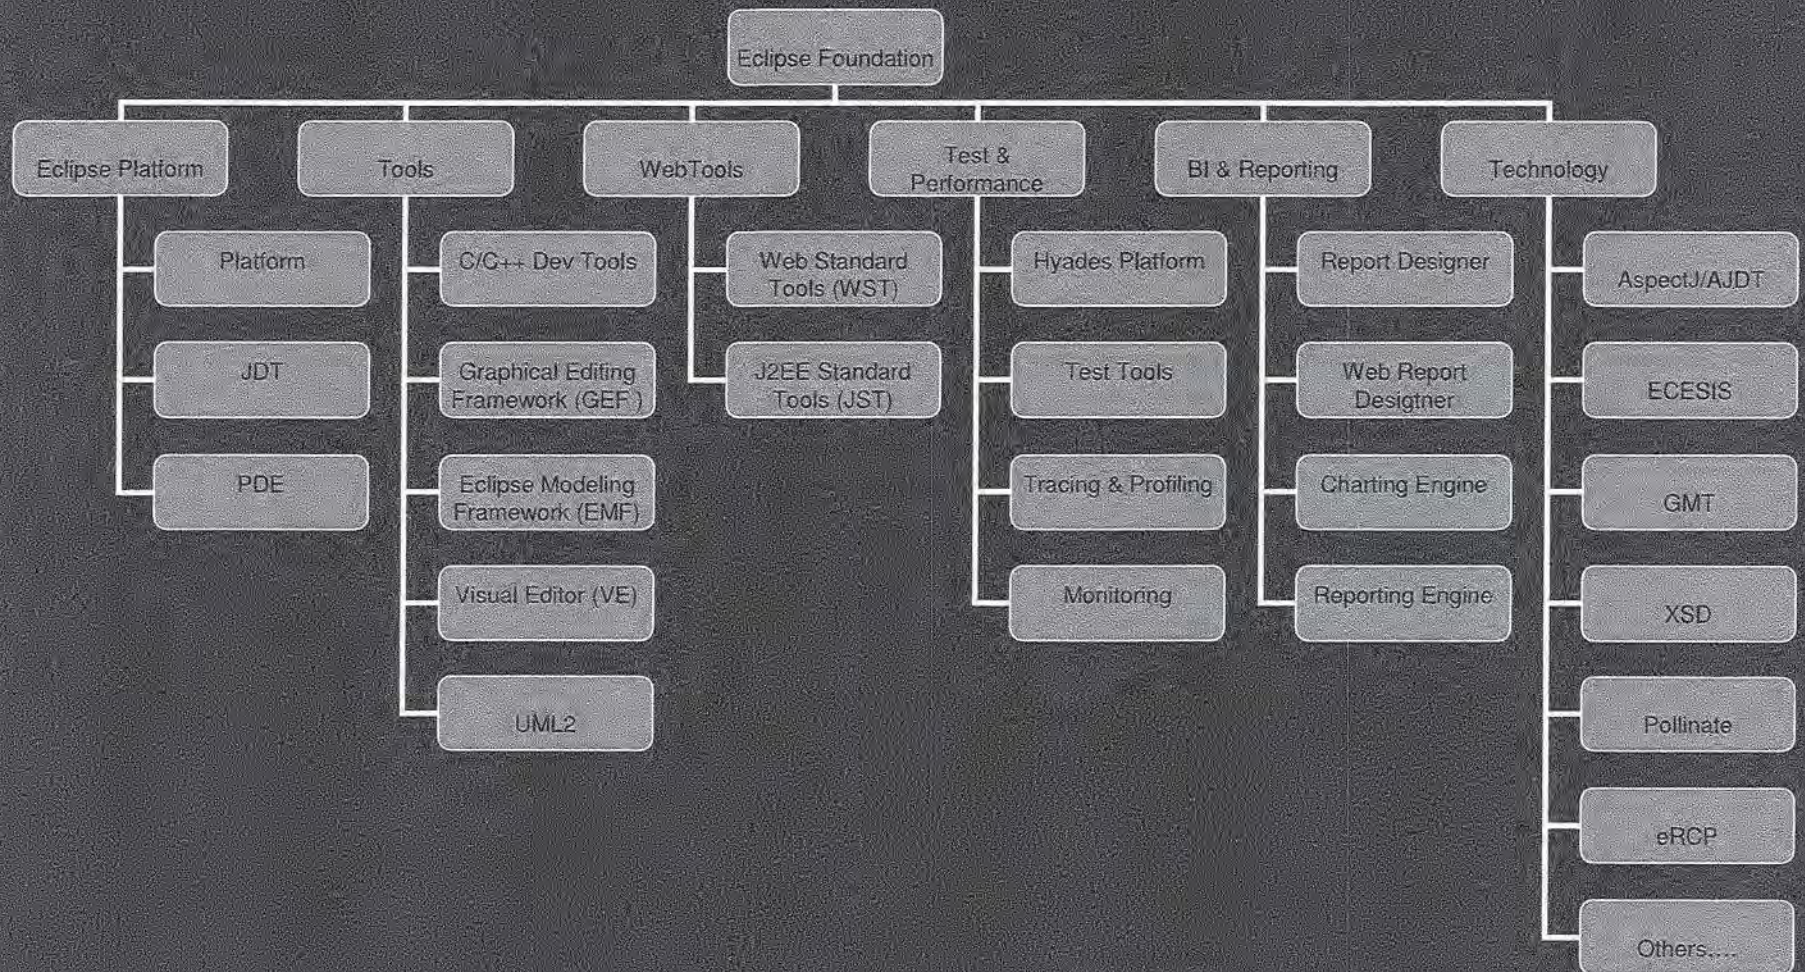 Eclipse Foundation
Eclipse Platform
Tools
WebTools
Test &
Performance
BI & Reporting
Technology
Platform
JDT
PDE
C/C++ Dev Tools
Graphical Editing
Framework (GEF )
Eclipse Modeling
Framework (EMF)
Visual Editor (VE)
UML2
Web Standard
Tools (WST)
J2EE Standard
Tools (JST)
Hyades Platform
Test Tools
Tracing & Profiling
Monitoring
Report Designer
Web Report
Desigtner
Charting Engine
Reporting Engine
AspectJ/AJDT
ECESIS
GMT
XSD
Pollinate
eRCP
Others....